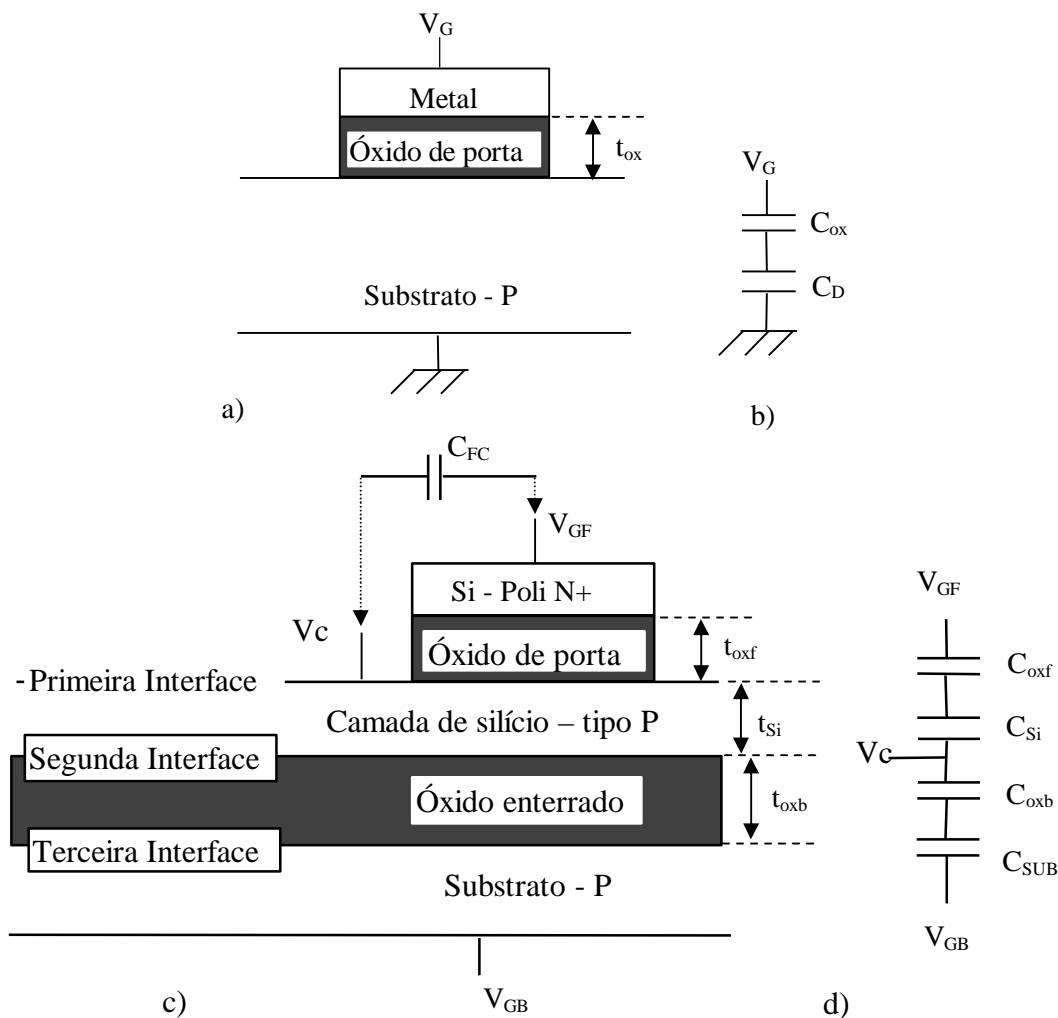 V_G
Metal
Óxido de porta
t_ox
V_G
C_ox
C_D
Substrato - P
a)
b)
C_FC
V_GF
Si - Poli N+
Vc
Óxido de porta
t_oxf
Primeira Interface
Camada de silício – tipo P
t_Si
Segunda Interface
Óxido enterrado
t_oxb
Terceira Interface
Substrato - P
V_GB
c)
V_GF
C_oxf
C_Si
Vc
C_oxb
C_SUB
V_GB
d)